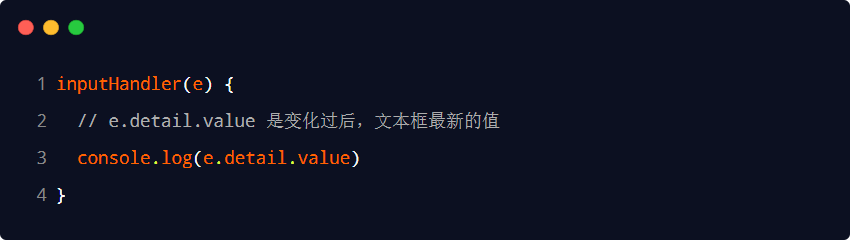 1 inputHandler(e) {
2   // e.detail.value 是变化过后，文本框最新的值
3   console.log(e.detail.value)
4 }